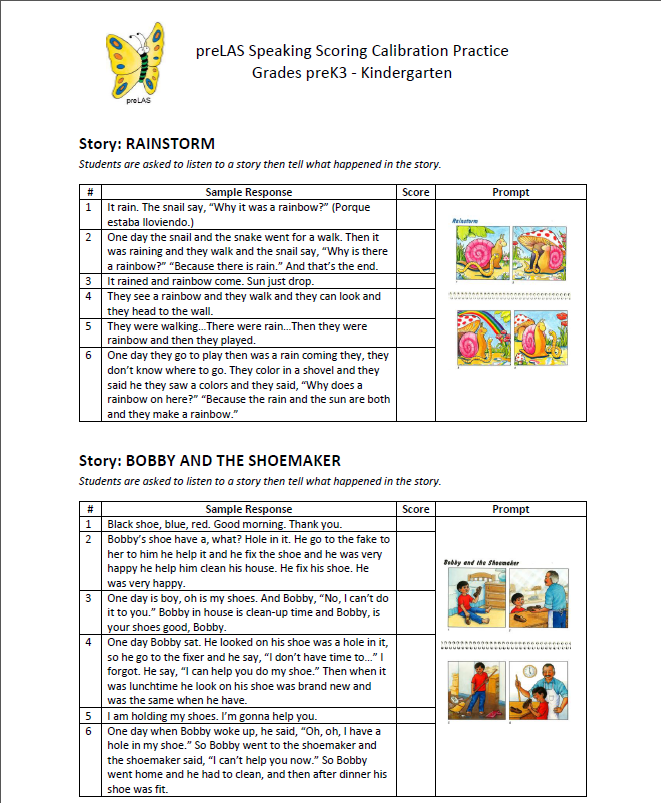 preLAS
preLAS Speaking Scoring Calibration Practice
Grades preK3 - Kindergarten
Story: RAINSTORM
Students are asked to listen to a story then tell what happened in the story.
# Sample Response Score Prompt
1 It rain. The snail say, “Why it was a rainbow?” (Porque
estaba lloviendo.)
2 One day the snail and the snake went for a walk. Then it
was raining and they walk and the snail say, “Why is there
a rainbow?” “Because there is rain.” And that’s the end.
3 It rained and rainbow come. Sun just drop.
4 They see a rainbow and they walk and they can look and
they head to the wall.
5 They were walking…There were rain…Then they were
rainbow and then they played.
6 One day they go to play then was a rain coming they, they
don’t know where to go. They color in a shovel and they
said he they saw a colors and they said, “Why does a
rainbow on here?” “Because the rain and the sun are both
and they make a rainbow.”
Rainstorm
Story: BOBBY AND THE SHOEMAKER
Students are asked to listen to a story then tell what happened in the story.
# Sample Response Score Prompt
1 Black shoe, blue, red. Good morning. Thank you.
2 Bobby’s shoe have a, what? Hole in it. He go to the fake to
her to him he help it and he fix the shoe and he was very
happy he help him clean his house. He fix his shoe. He
was very happy.
3 One day is boy, oh is my shoes. And Bobby, “No, I can’t do
it to you.” Bobby in house is clean-up time and Bobby, is
your shoes good, Bobby.
4 One day Bobby sat. He looked on his shoe was a hole in it,
so he go to the fixer and he say, “I don’t have time to…” I
forgot. He say, “I can help you do my shoe.” Then when it
was lunchtime he look on his shoe was brand new and
was the same when he have.
5 I am holding my shoes. I’m gonna help you.
6 One day when Bobby woke up, he said, “Oh, oh, I have a
hole in my shoe.” So Bobby went to the shoemaker and
the shoemaker said, “I can’t help you now.” So Bobby
went home and he had to clean, and then after dinner his
shoe was fit.
Bobby and the Shoemaker